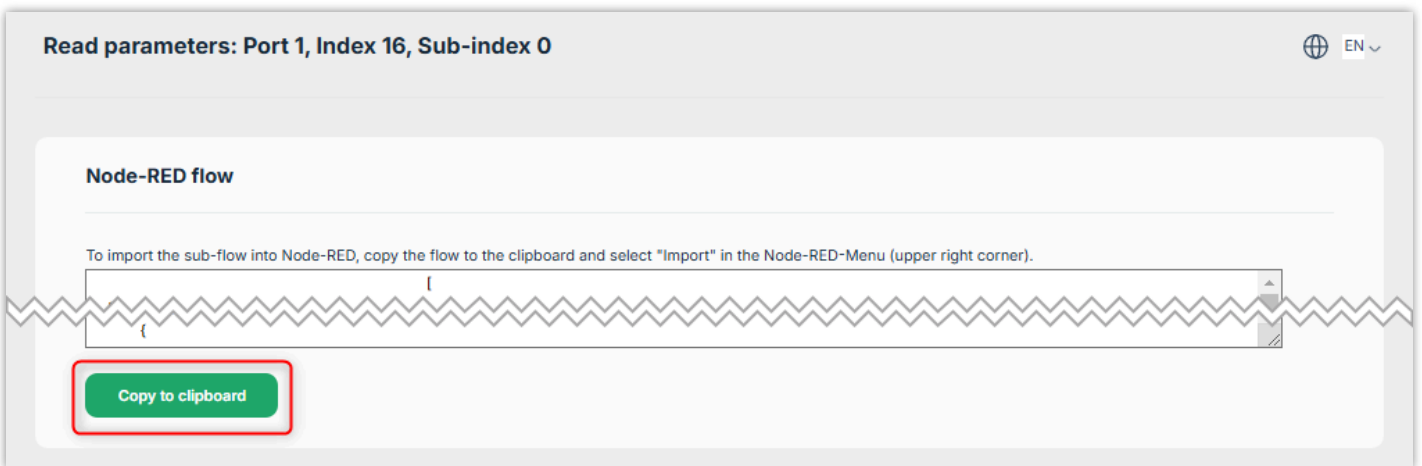 Read parameters: Port 1, Index 16, Sub-index 0
EN
Node-RED flow
To import the sub-flow into Node-RED, copy the flow to the clipboard and select "Import" in the Node-RED-Menu (upper right corner).
[
{
Copy to clipboard